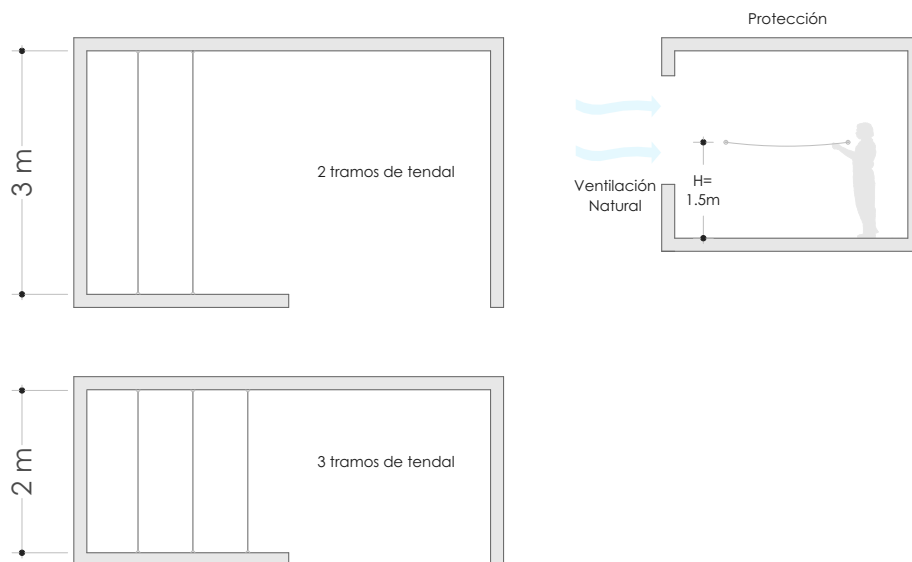 Protección
3 m
2 tramos de tendal
Ventilación
Natural
H=
1.5m
2 m
3 tramos de tendal